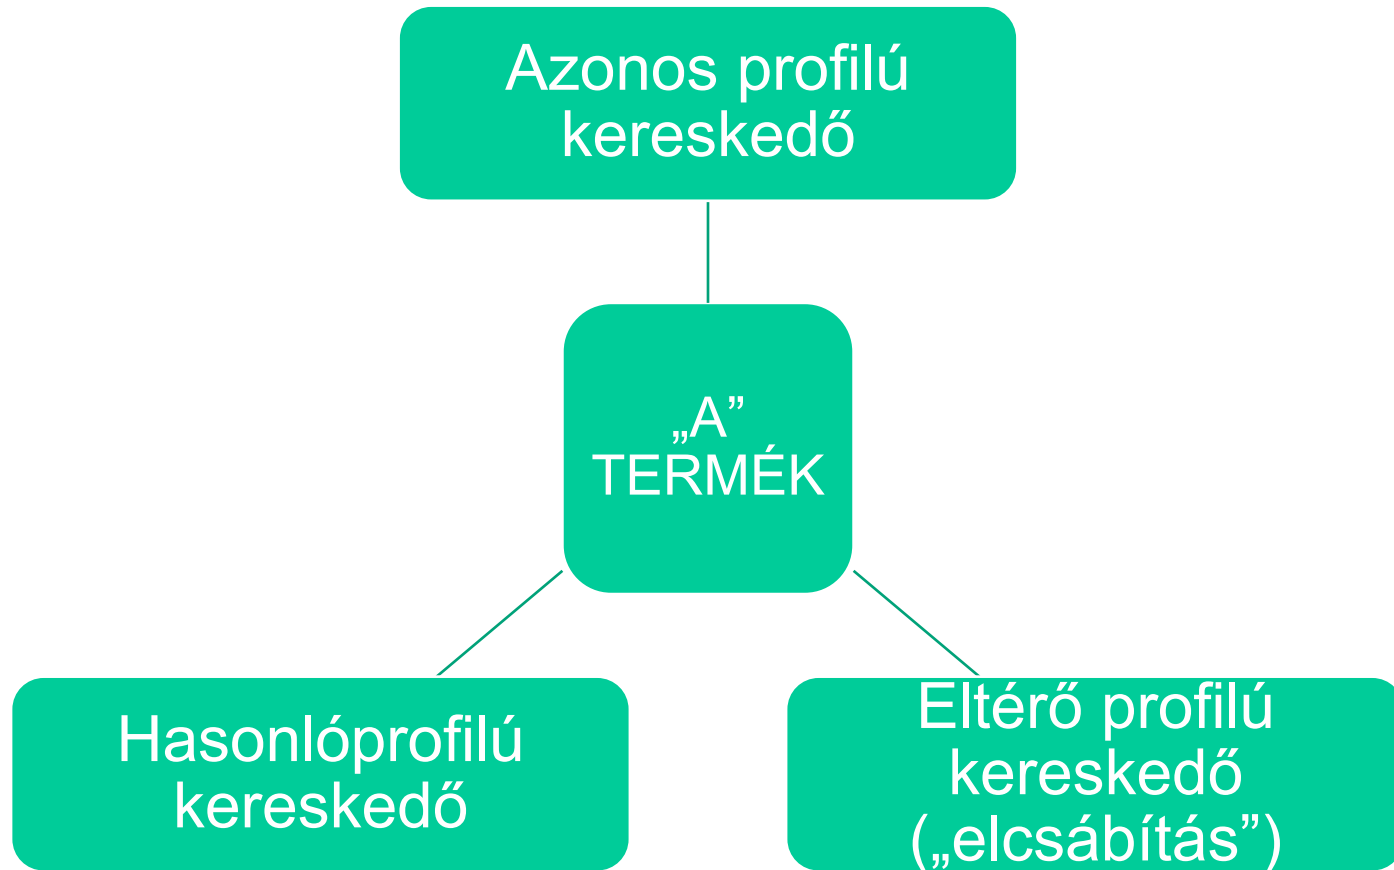 Azonos profilú
kereskedő
„A”
TERMÉK
Hasonlóprofilú
kereskedő
Eltérő profilú
kereskedő
(„elcsábítás”)